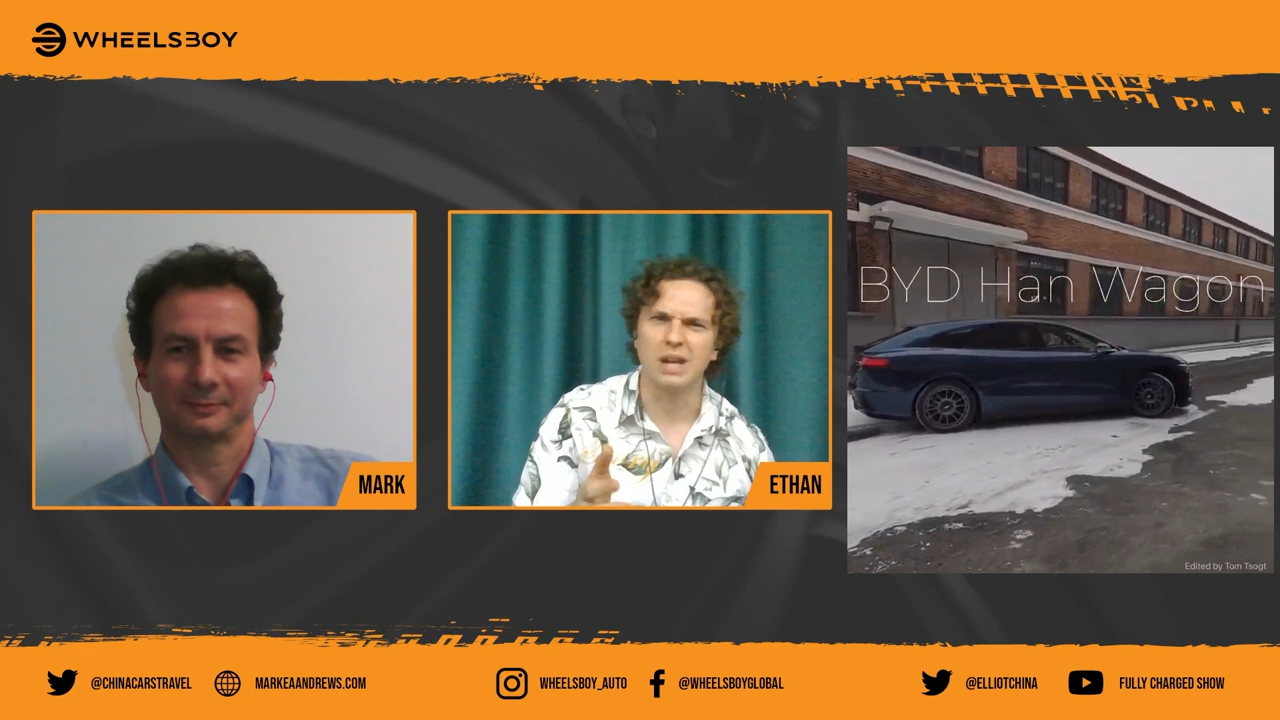 WHEELSBOY
BYD Han Wagon
MARK
ETHAN
Edited by Tom Tsogt
@CHINACARSTRAVEL
MARKEAANDREWS.COM
WHEELSBOY_AUTO
@WHEELSBOYGLOBAL
@ELLIOTCHINA
FULLY CHARGED SHOW